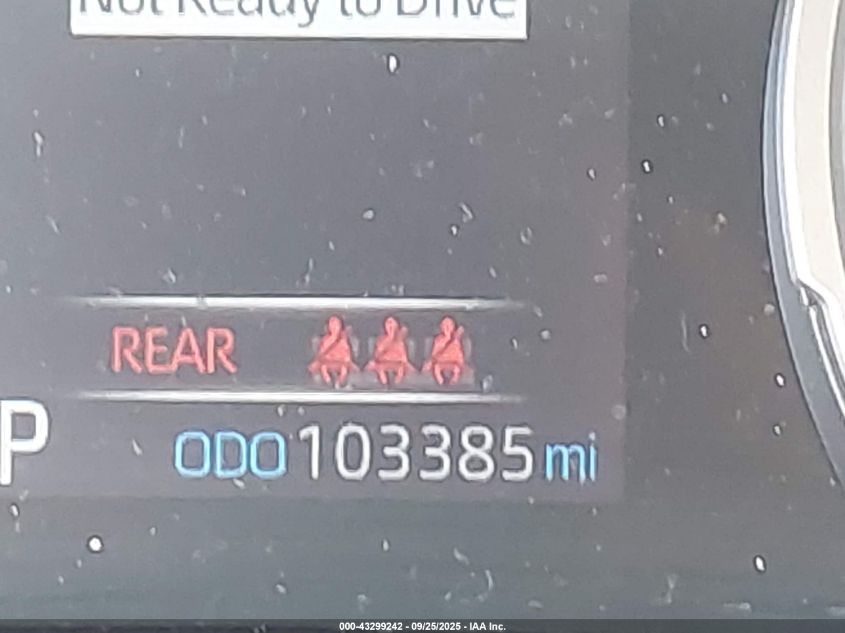 Not Ready to Drive
REAR
P
ODO 103385 mi
000-43299242 - 09/25/2025 - IAA Inc.